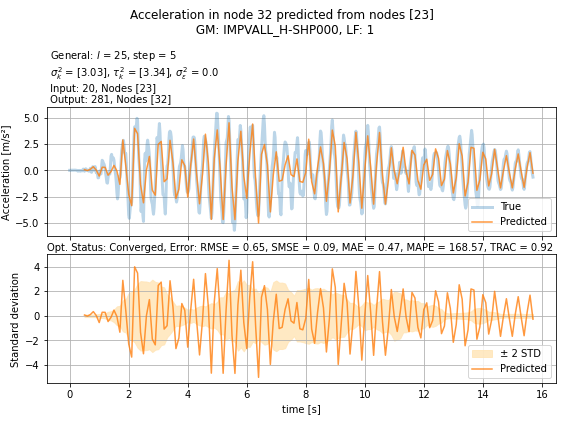 Acceleration in node 32 predicted from nodes [23]
GM: IMPVALL_H-SHP000, LF: 1
General: l = 25, step = 5
σ²ₖ = [3.03], τ²ₖ = [3.34], σ²ε = 0.0
Input: 20, Nodes [23]
Output: 281, Nodes [32]
Acceleration [m/s²]
5.0
2.5
0.0
−2.5
−5.0
True
Predicted
Opt. Status: Converged, Error: RMSE = 0.65, SMSE = 0.09, MAE = 0.47, MAPE = 168.57, TRAC = 0.92
Standard deviation
4
2
0
−2
−4
± 2 STD
Predicted
0 2 4 6 8 10 12 14 16
time [s]